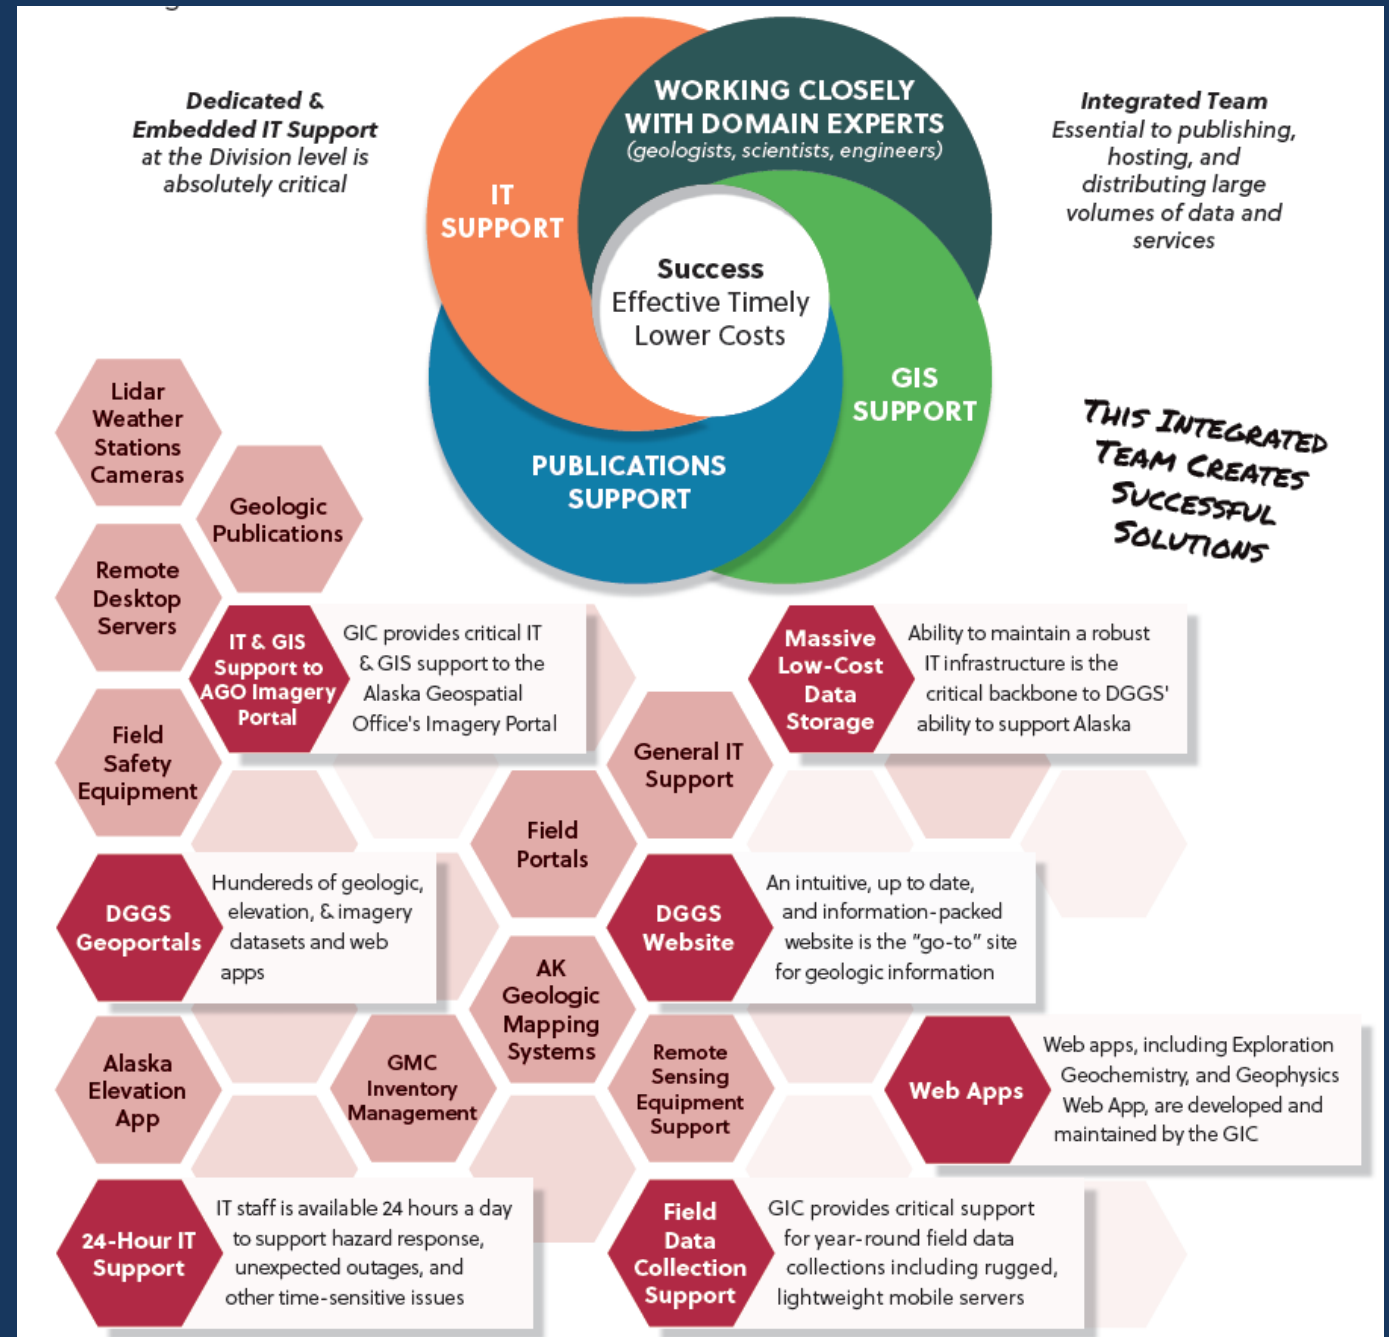 Dedicated &
Embedded IT Support
at the Division level is
absolutely critical
IT
SUPPORT
WORKING CLOSELY
WITH DOMAIN EXPERTS
(geologists, scientists, engineers)
Success
Effective Timely
Lower Costs
GIS
SUPPORT
PUBLICATIONS
SUPPORT
Integrated Team
Essential to publishing,
hosting, and
distributing large
volumes of data and
services
THIS INTEGRATED
TEAM CREATES
SUCCESSFUL
SOLUTIONS
Lidar
Weather
Stations
Cameras
Geologic
Publications
Remote
Desktop
Servers
IT & GIS
Support to
AGO Imagery
Portal
GIC provides critical IT
& GIS support to the
Alaska Geospatial
Office's Imagery Portal
Massive
Low-Cost
Data
Storage
Ability to maintain a robust
IT infrastructure is the
critical backbone to DGGS'
ability to support Alaska
Field
Safety
Equipment
General IT
Support
Field
Portals
DGGS
Geoportals
Hundereds of geologic,
elevation, & imagery
datasets and web
apps
DGGS
Website
An intuitive, up to date,
and information-packed
website is the "go-to" site
for geologic information
AK
Geologic
Mapping
Systems
Alaska
Elevation
App
GMC
Inventory
Management
Remote
Sensing
Equipment
Support
Web Apps
Web apps, including Exploration
Geochemistry, and Geophysics
Web App, are developed and
maintained by the GIC
24-Hour IT
Support
IT staff is available 24 hours a day
to support hazard response,
unexpected outages, and
other time-sensitive issues
Field
Data
Collection
Support
GIC provides critical support
for year-round field data
collections including rugged,
lightweight mobile servers